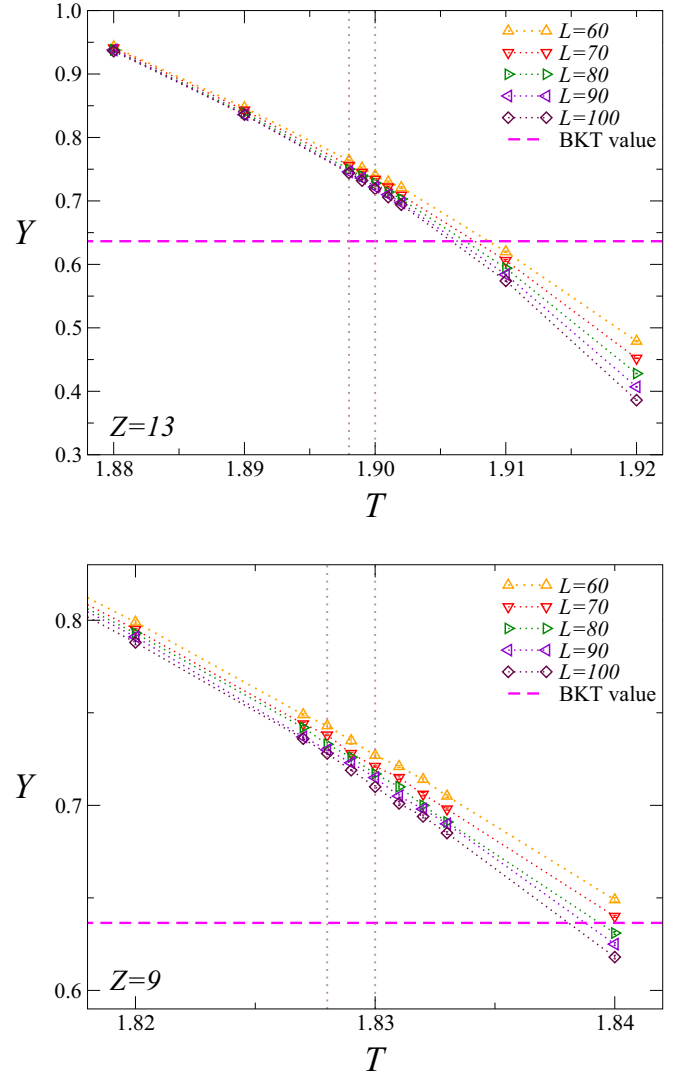 1.0
0.9
0.8
0.7
0.6
0.5
0.4
0.3
Y
L=60
L=70
L=80
L=90
L=100
BKT value
Z=13
1.88
1.89
1.90
1.91
1.92
T
0.8
0.7
0.6
Y
L=60
L=70
L=80
L=90
L=100
BKT value
Z=9
1.82
1.83
1.84
T